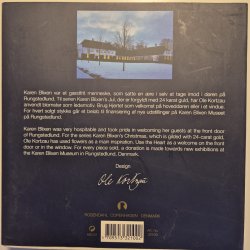 Karen Blixen var et gæstfrit menneske, som satte en ære i selv at tage imod i døren på
Rungstedlund. Til serien Karen Blixen's Jul, der er forgyldt med 24 karat guld, har Ole Kortzau
anvendt blomster som ledemotiv. Brug Hjertet som velkomst på hoveddøren eller i et vindue.
For hvert solgt stykke går et beløb til finansiering af nye udstillinger på Karen Blixen Museet
på Rungstedlund.
Karen Blixen was very hospitable and took pride in welcoming her guests at the front door
of Rungstedlund. For the series Karen Blixen's Christmas, which is gilded with 24-carat gold,
Ole Kortzau has used flowers as a main inspiration. Use the Heart as a welcome on the front
door or in a window. For every piece sold, a donation is made towards new exhibitions at
the Karen Blixen Museum in Rungstedlund, Denmark.
Design:
Ole Kortzau
ROSENDAHL COPENHAGEN DENMARK